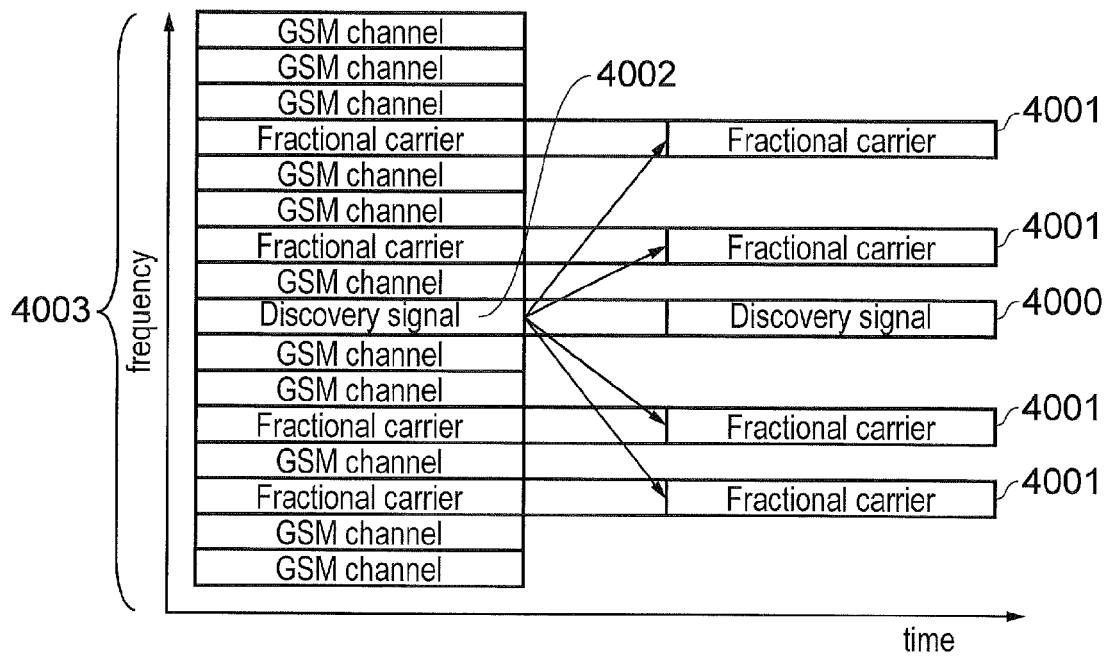 GSM channel
GSM channel
GSM channel
4002
Fractional carrier
Fractional carrier
4001
GSM channel
GSM channel
Fractional carrier
Fractional carrier
4001
GSM channel
4003
frequency
Discovery signal
Discovery signal
4000
GSM channel
GSM channel
Fractional carrier
Fractional carrier
4001
GSM channel
Fractional carrier
Fractional carrier
4001
GSM channel
GSM channel
time